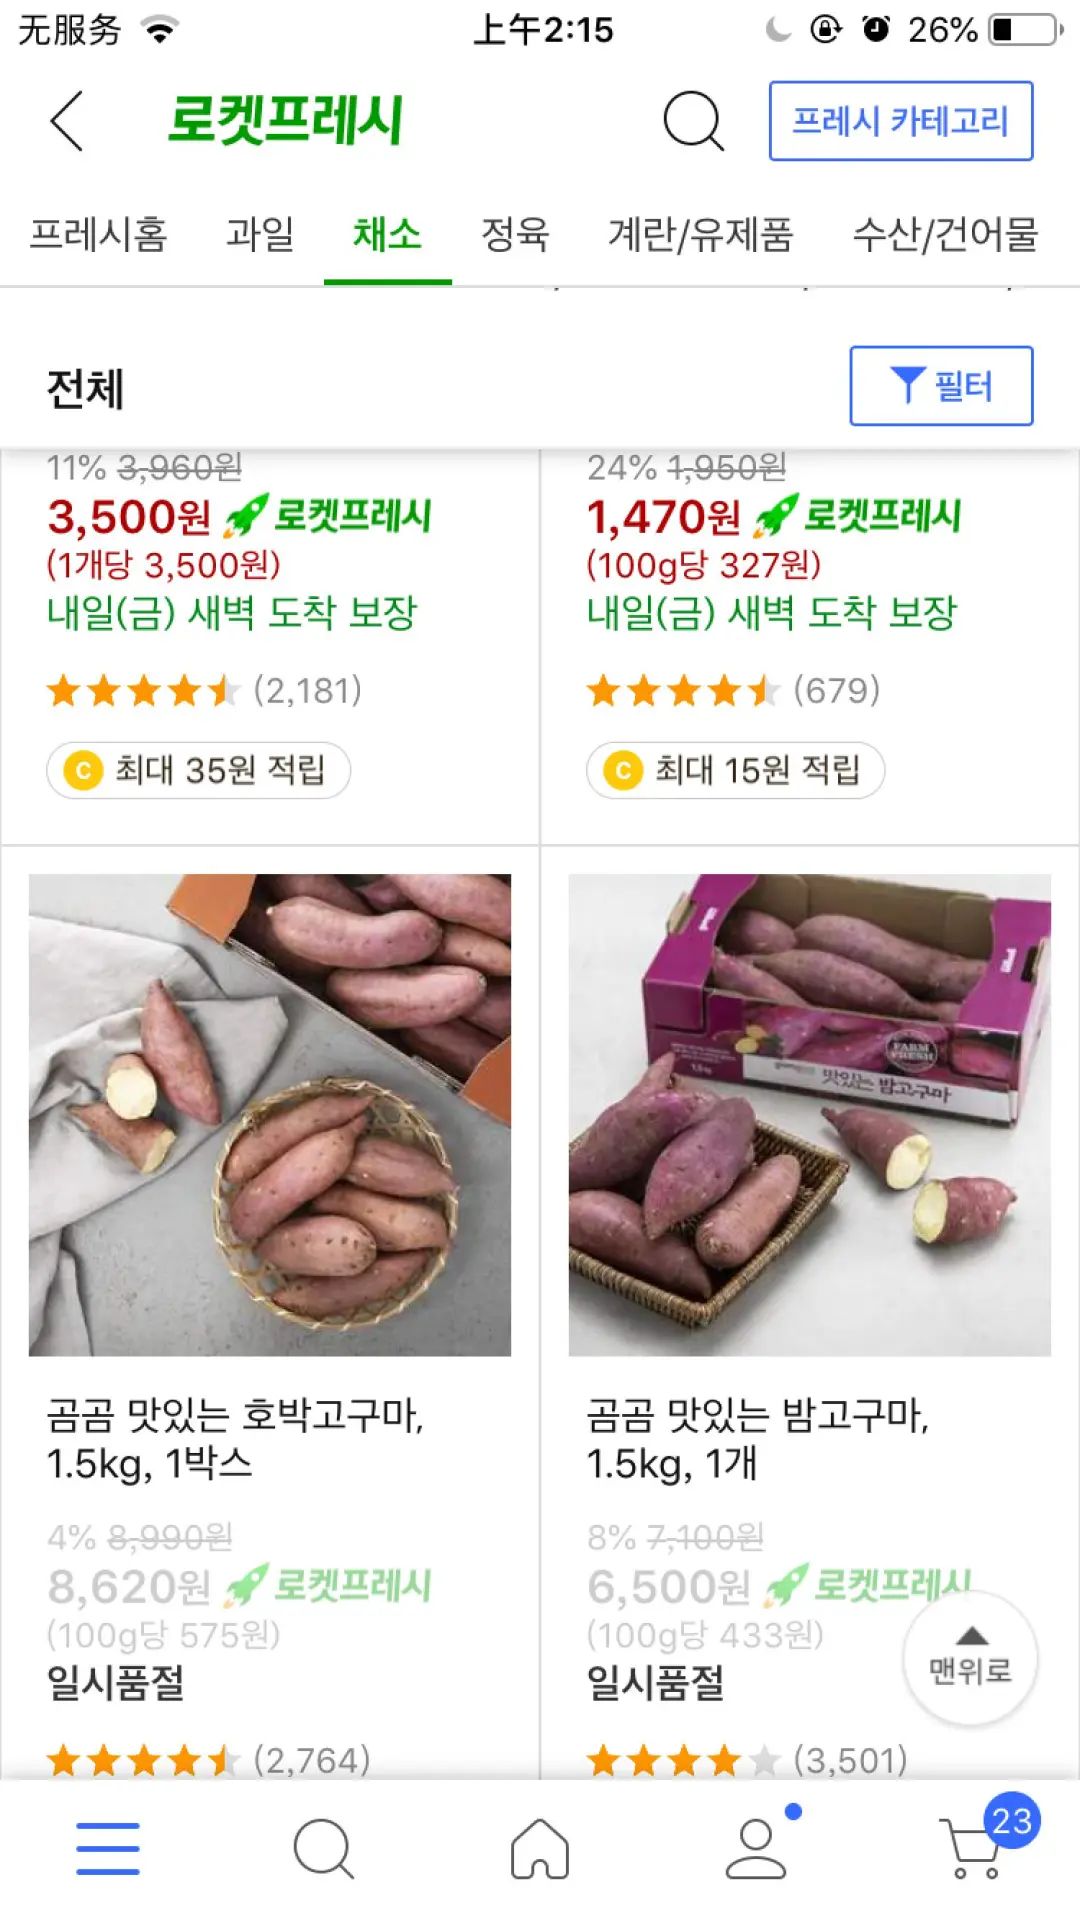 无服务 上午2:15 26%
로켓프레시 프레시 카테고리
프레시홈 과일 채소 정육 계란/유제품 수산/건어물
전체 필터
11% 3,960원
3,500원 로켓프레시
(1개당 3,500원)
내일(금) 새벽 도착 보장
(2,181)
C 최대 35원 적립
24% 1,950원
1,470원 로켓프레시
(100g당 327원)
내일(금) 새벽 도착 보장
(679)
C 최대 15원 적립
FARM
FRESH
맛있는 밤고구마
곰곰 맛있는 호박고구마,
1.5kg, 1박스
4% 8,990원
8,620원 로켓프레시
(100g당 575원)
일시품절
(2,764)
곰곰 맛있는 밤고구마,
1.5kg, 1개
8% 7,100원
6,500원 로켓프레시
(100g당 433원)
일시품절
(3,501)
맨위로
23